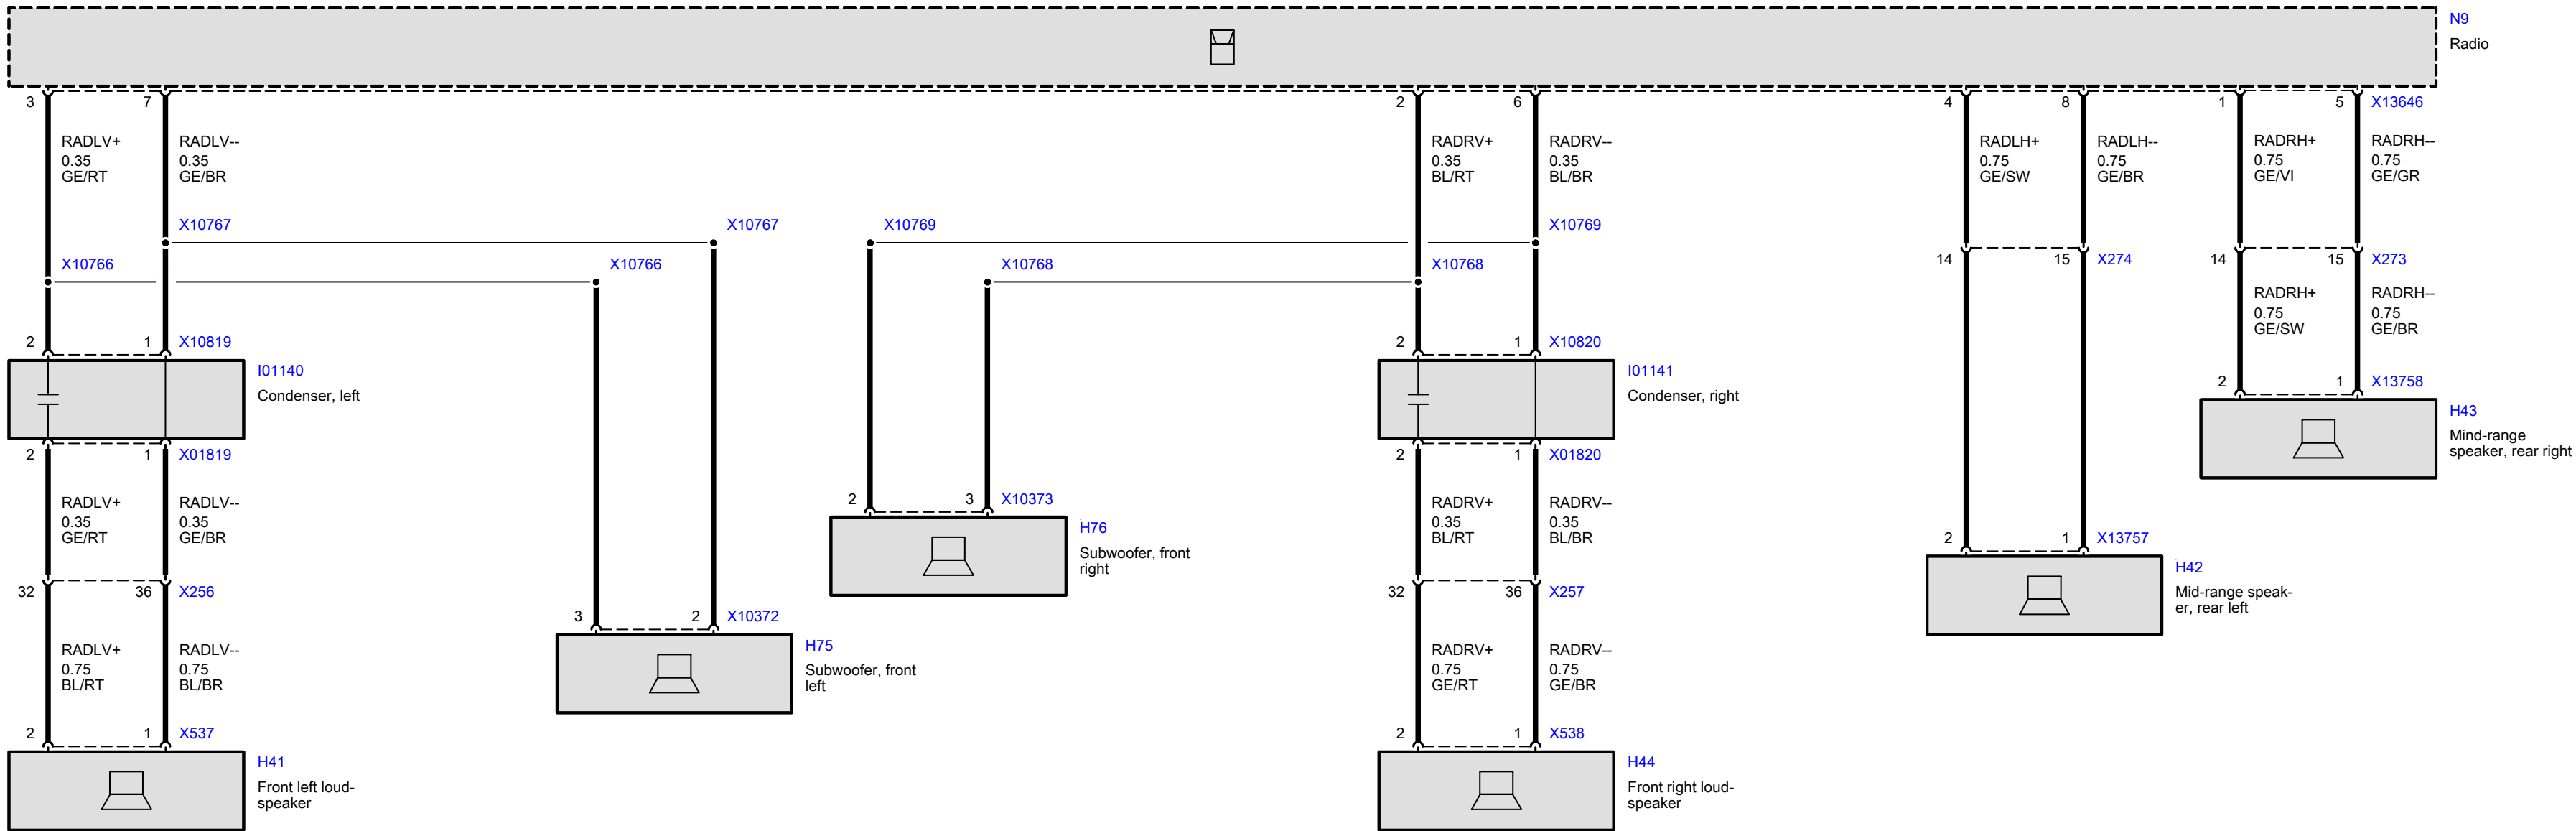 N9
Radio
3
7
2
6
4
8
1
5
X13646
RADLV+
0.35
GE/RT
RADLV--
0.35
GE/BR
RADRV+
0.35
BL/RT
RADRV--
0.35
BL/BR
RADLH+
0.75
GE/SW
RADLH--
0.75
GE/BR
RADRH+
0.75
GE/VI
RADRH--
0.75
GE/GR
X10767
X10767
X10769
X10769
X10766
X10766
X10768
X10768
14
15
X274
14
15
X273
RADRH+
0.75
GE/SW
RADRH--
0.75
GE/BR
2
1
X10819
2
1
X10820
I01140
Condenser, left
I01141
Condenser, right
2
1
X13758
H43
Mind-range
speaker, rear right
2
1
X01819
2
1
X01820
RADLV+
0.35
GE/RT
RADLV--
0.35
GE/BR
2
3
X10373
H76
Subwoofer, front
right
RADRV+
0.35
BL/RT
RADRV--
0.35
BL/BR
2
1
X13757
H42
Mid-range speak-
er, rear left
32
36
X256
3
2
X10372
H75
Subwoofer, front
left
32
36
X257
RADLV+
0.75
BL/RT
RADLV--
0.75
BL/BR
RADRV+
0.75
GE/RT
RADRV--
0.75
GE/BR
2
1
X537
H41
Front left loud-
speaker
2
1
X538
H44
Front right loud-
speaker